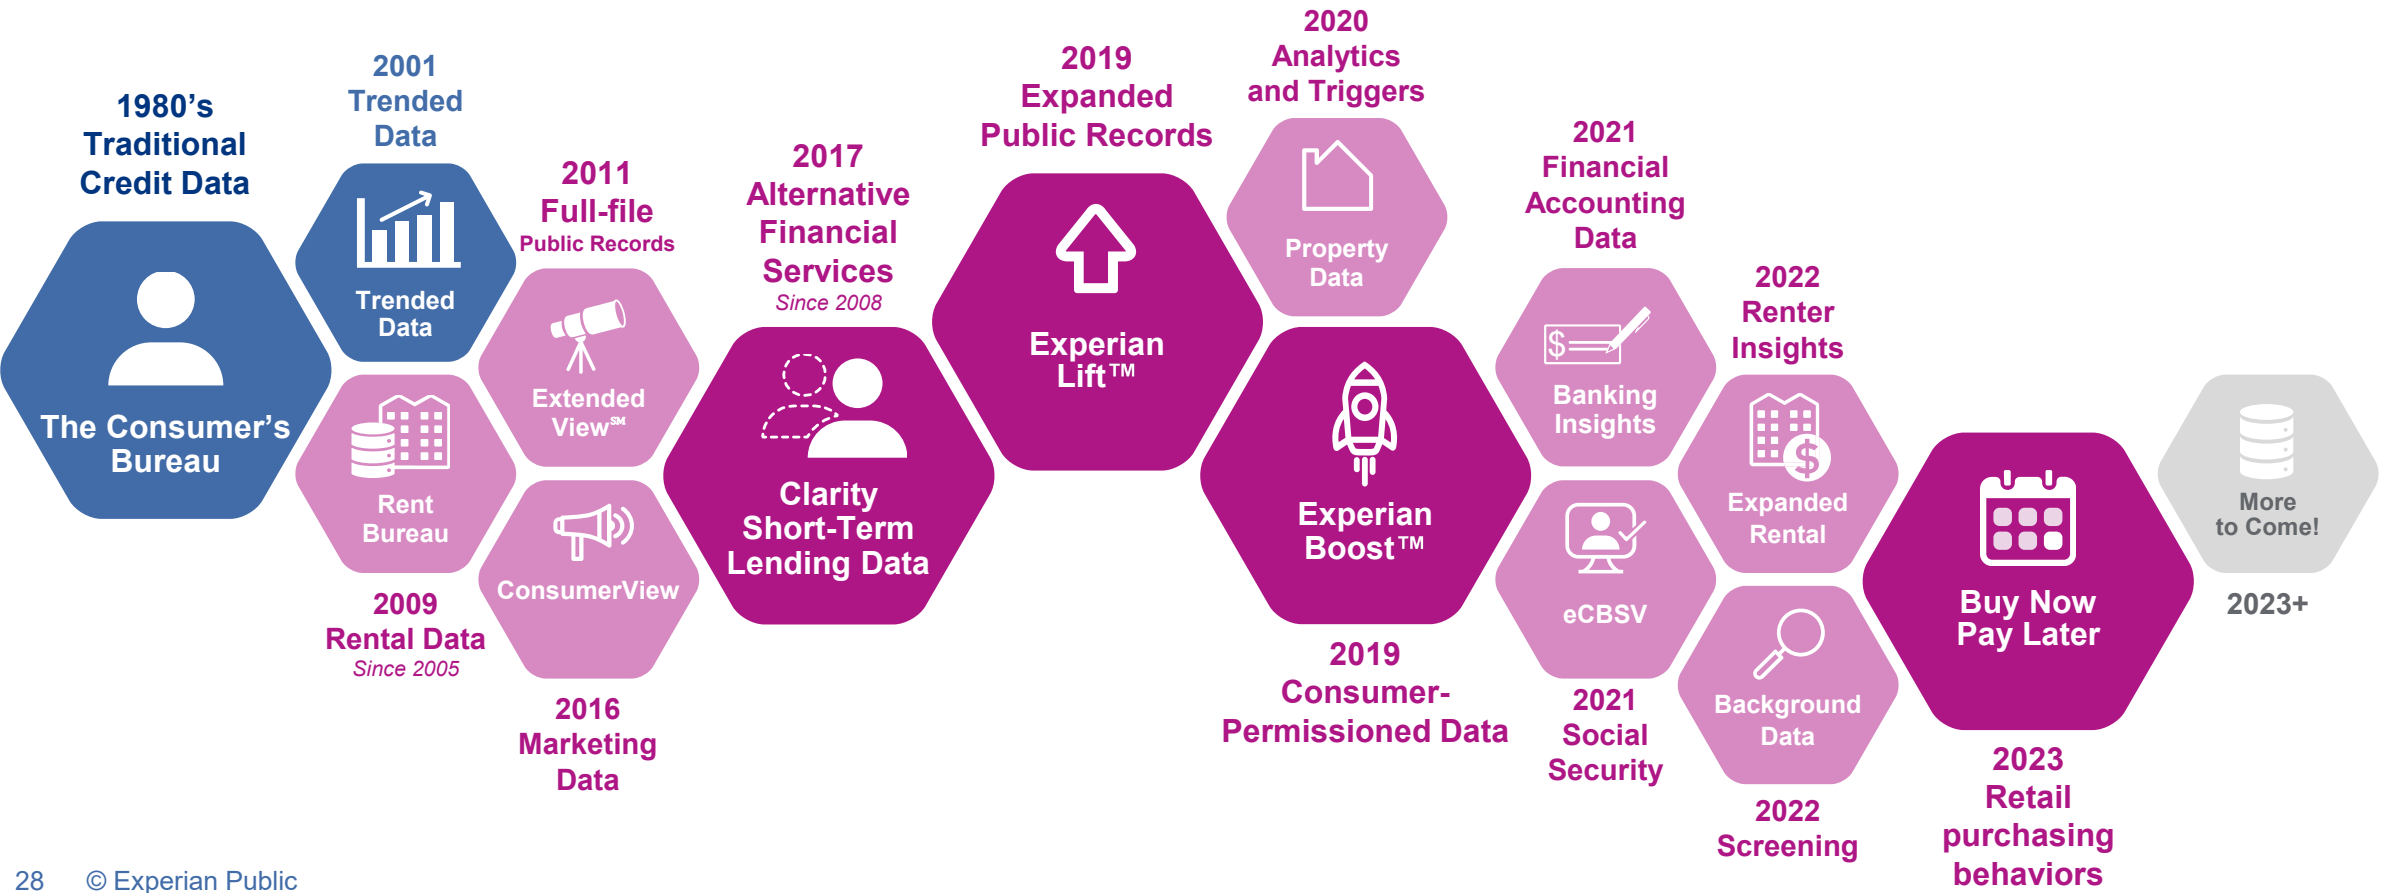 1980's
Traditional
Credit Data
The Consumer's
Bureau
2001
Trended
Data
Trended
Data
Rent
Bureau
2009
Rental Data
Since 2005
2011
Full-file
Public Records
Extended
View℠
ConsumerView
2016
Marketing
Data
2017
Alternative
Financial
Services
Since 2008
Clarity
Short-Term
Lending Data
2019
Expanded
Public Records
Experian
Lift™
2020
Analytics
and Triggers
Property
Data
Experian
Boost™
2019
Consumer-
Permissioned Data
2021
Financial
Accounting
Data
$
Banking
Insights
eCBSV
2021
Social
Security
2022
Renter
Insights
$
Expanded
Rental
Background
Data
2022
Screening
Buy Now
Pay Later
2023
Retail
purchasing
behaviors
More
to Come!
2023+
28 © Experian Public